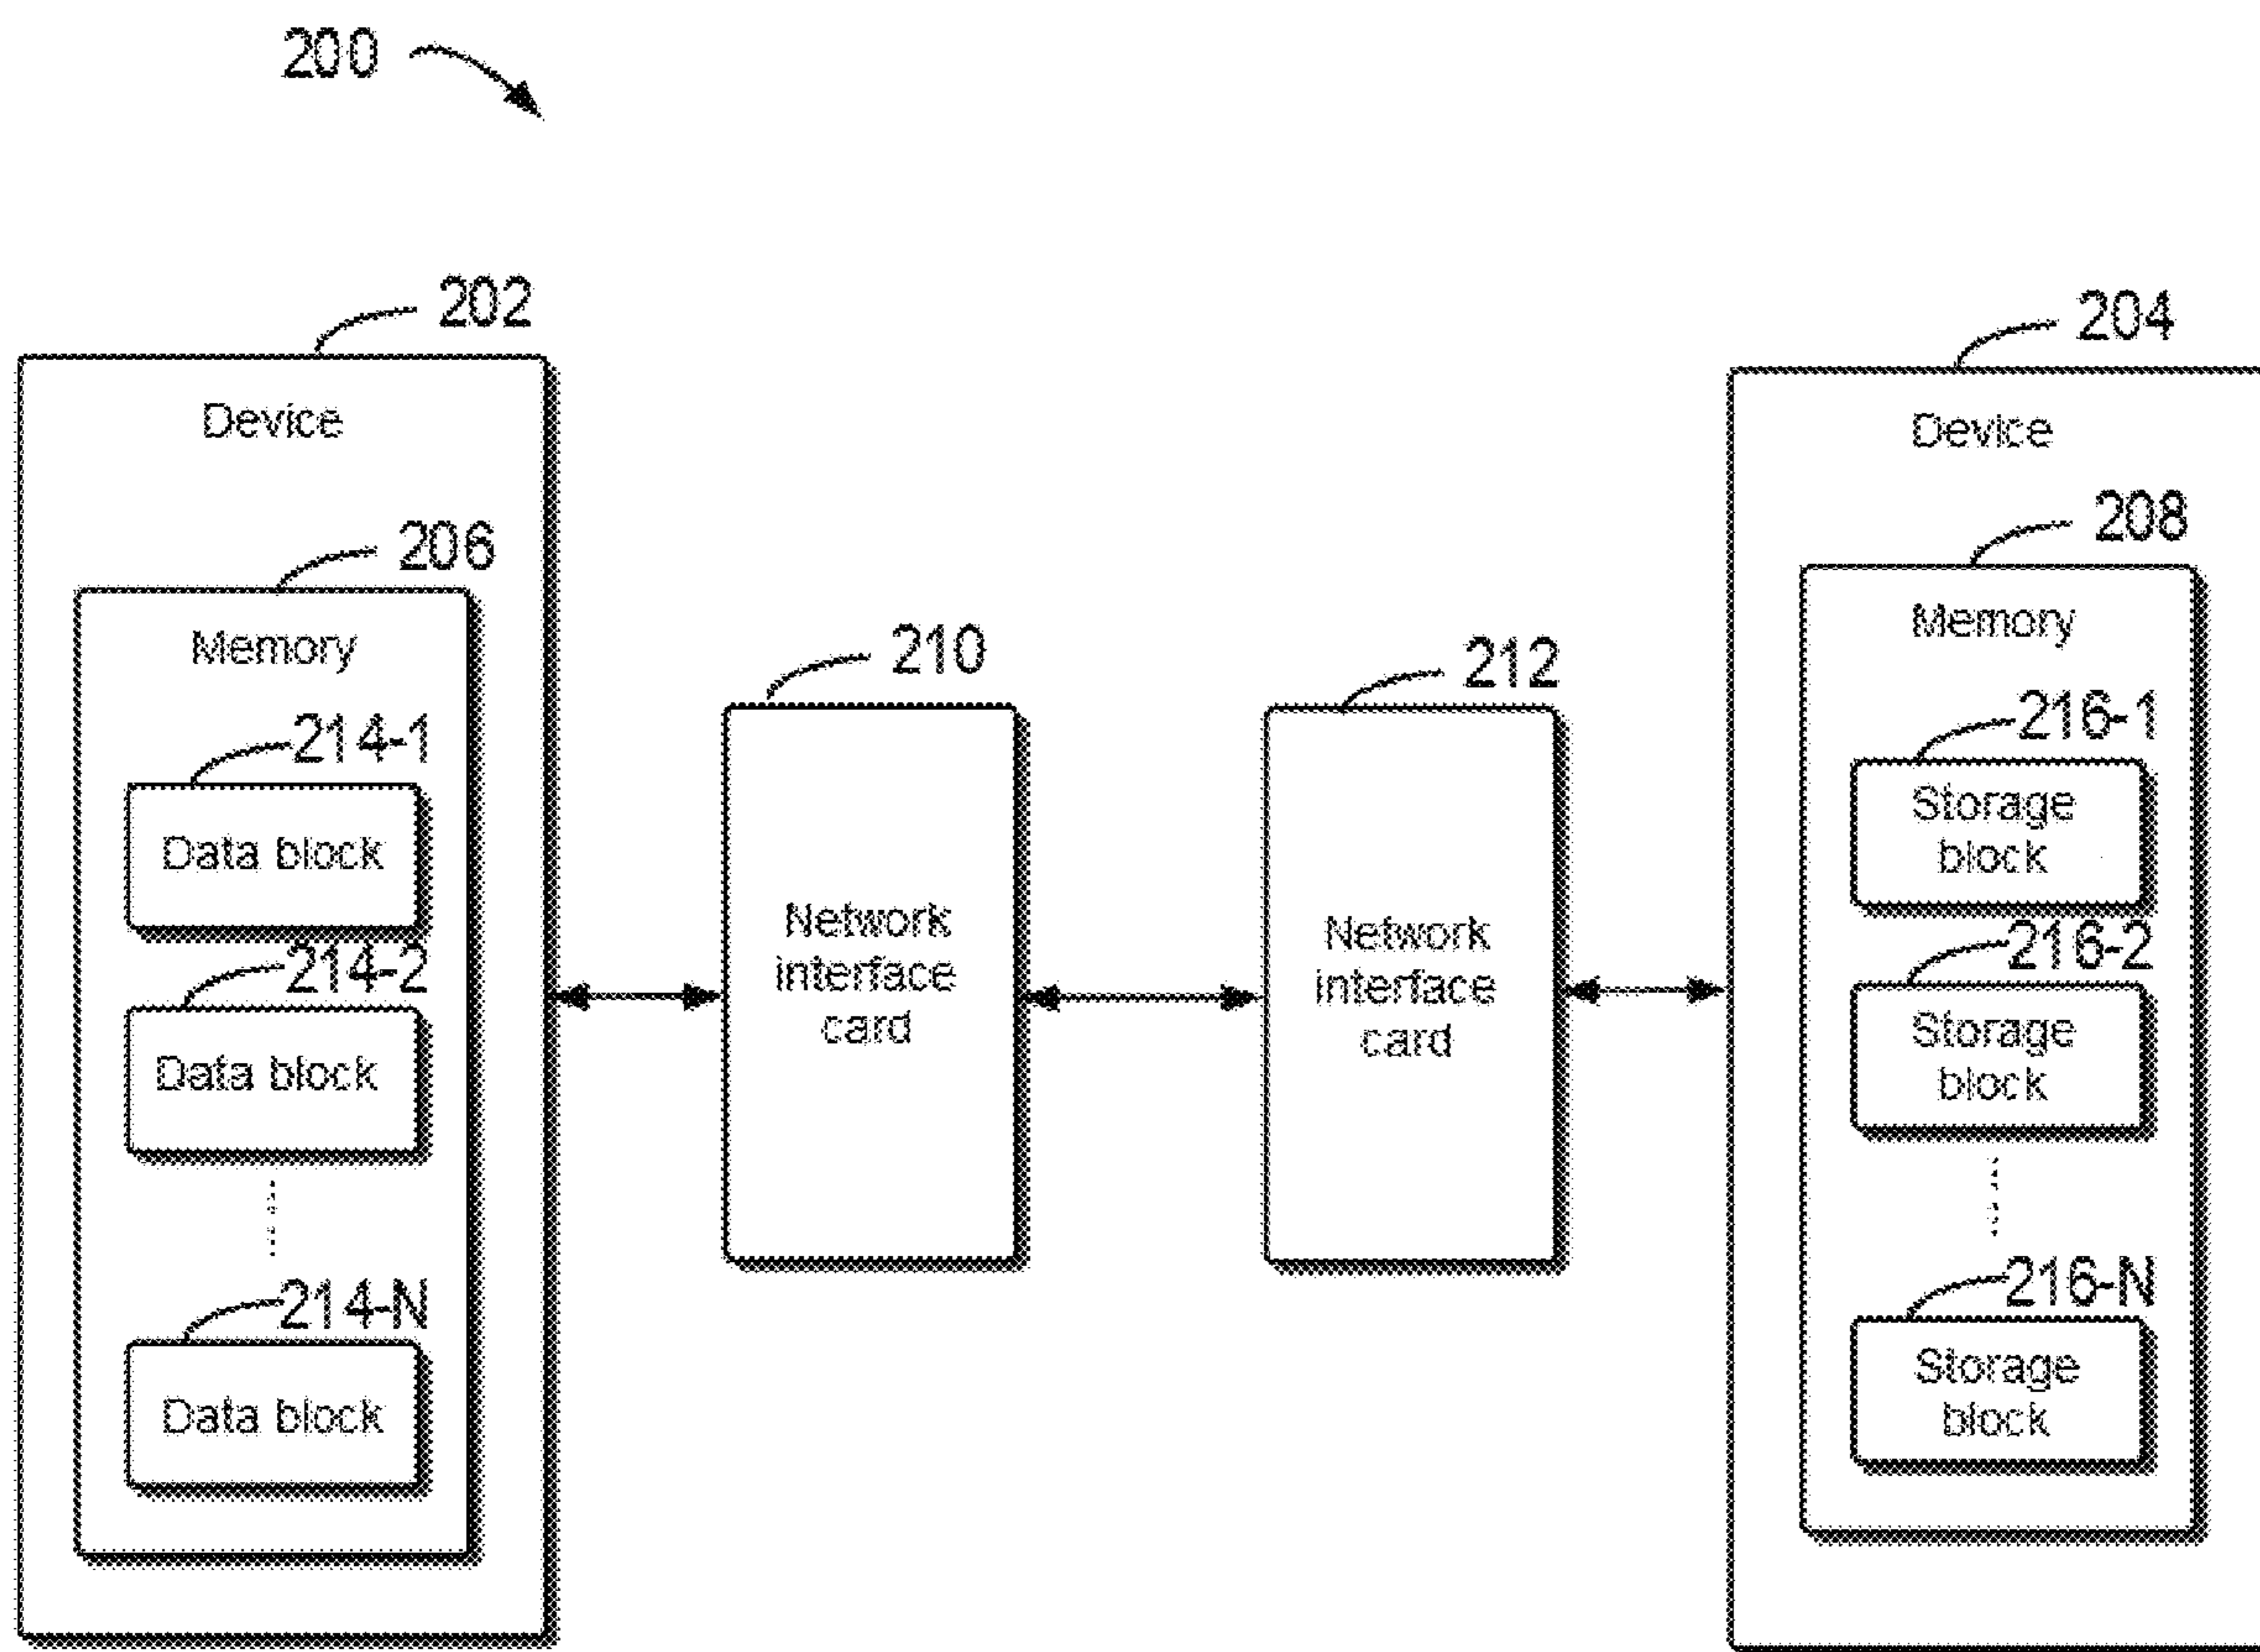 200
202
Device
206
Memory
214-1
Data block
214-2
Data block
214-N
Data block
210
Network
interface
card
212
Network
interface
card
204
Device
208
Memory
216-1
Storage
block
216-2
Storage
block
216-N
Storage
block